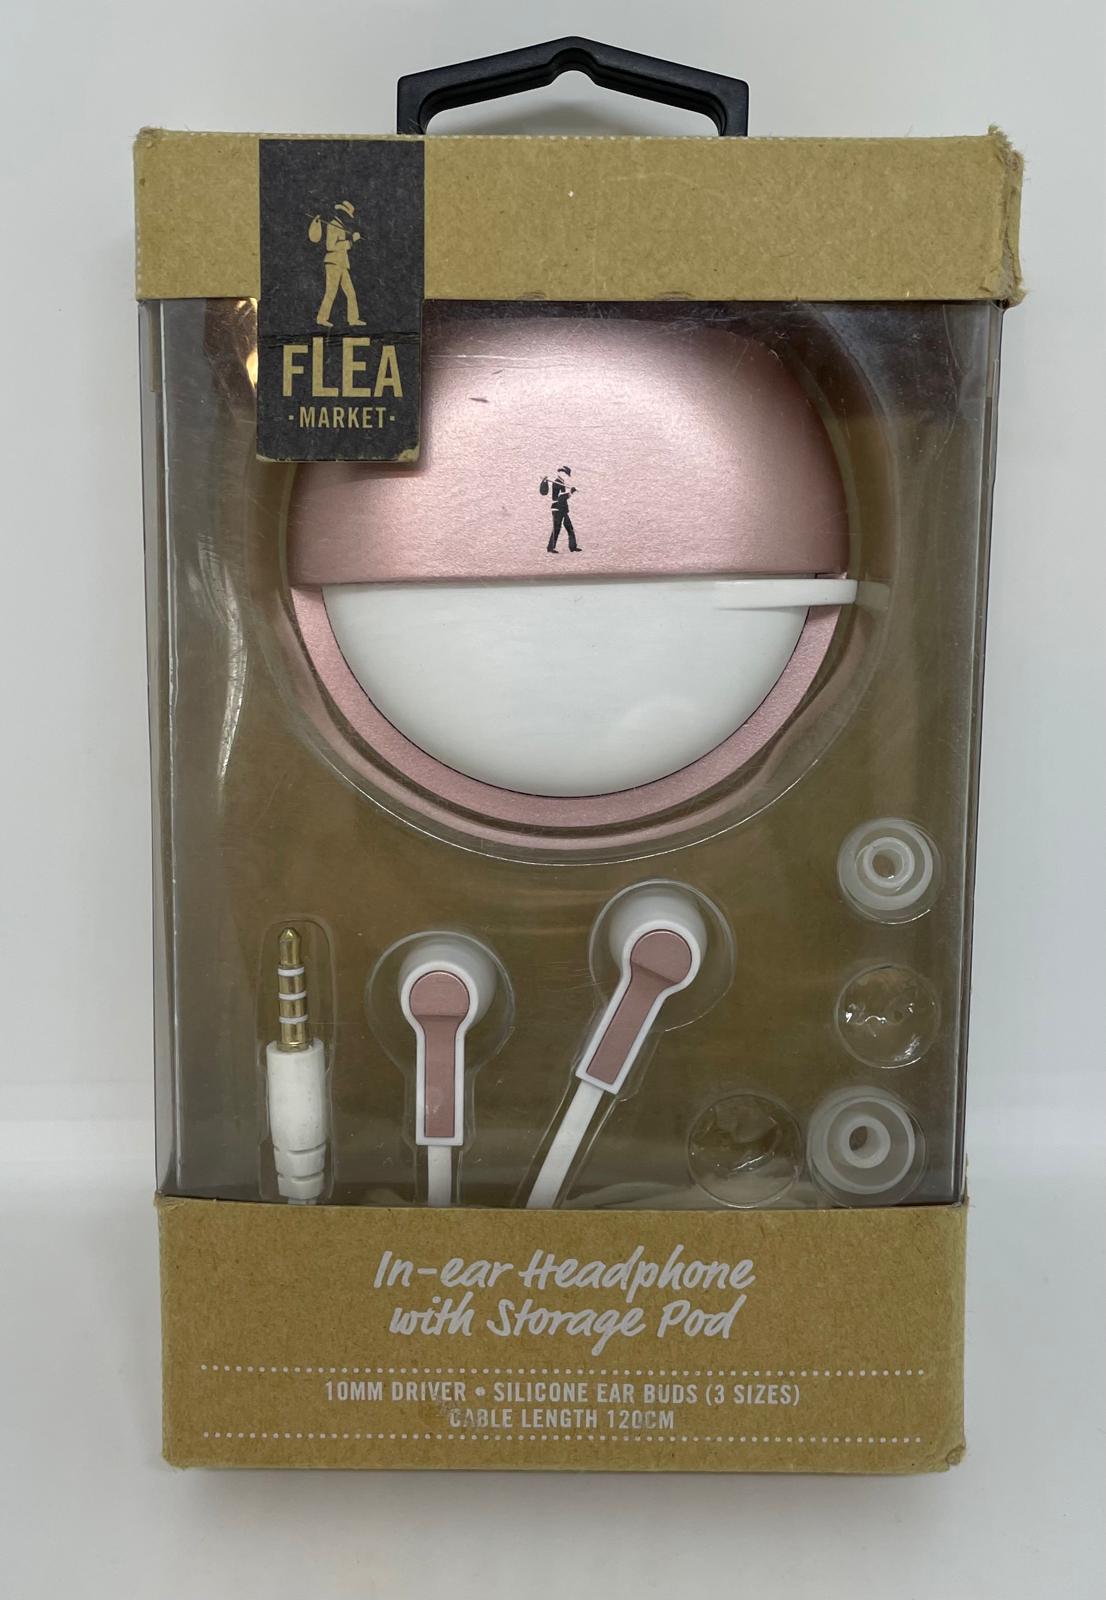 FLEA
·MARKET·
In-ear Headphone
with Storage Pod
10MM DRIVER • SILICONE EAR BUDS (3 SIZES)
CABLE LENGTH 120CM